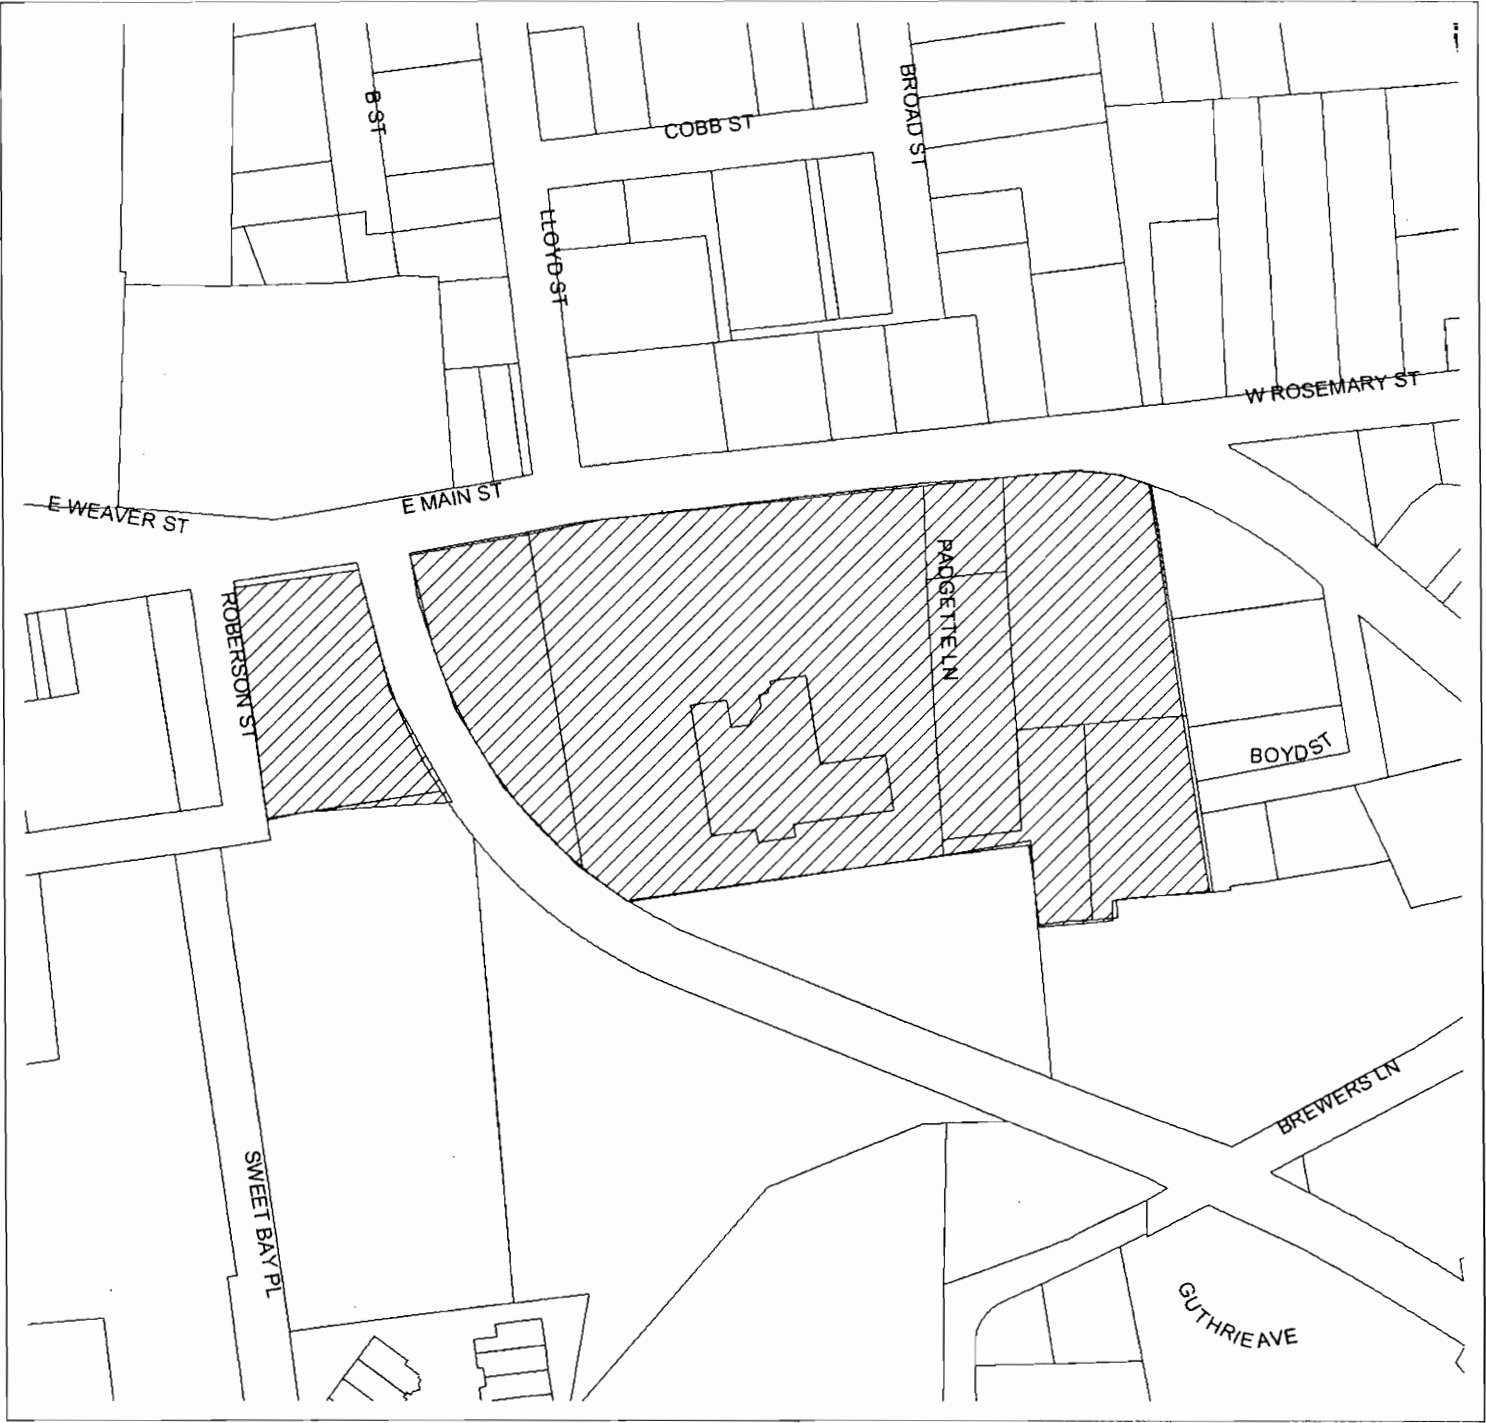 B ST
COBB ST
BROAD ST
LLOYD ST
W ROSEMARY ST
E MAIN ST
E WEAVER ST
PADGETTE LN
ROBERSON ST
BOYD ST
BREWERS LN
SWEET BAY PL
GUTHRIE AVE